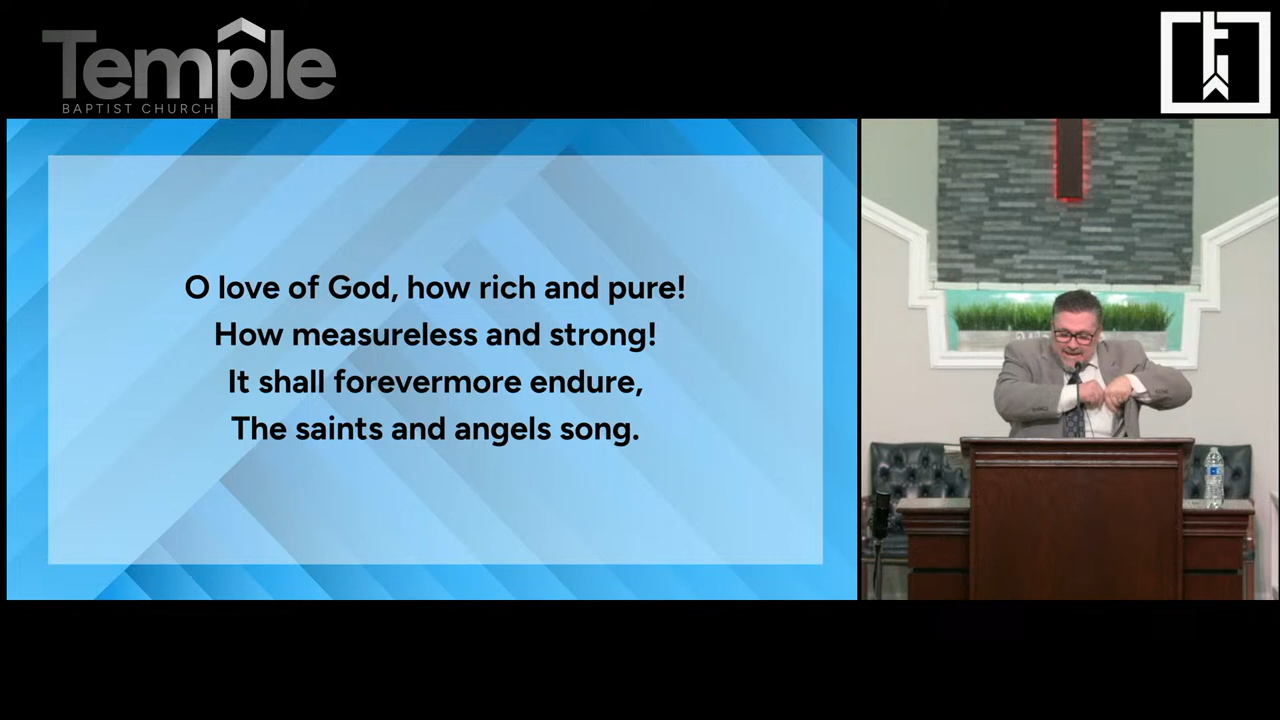 Temple
BAPTIST CHURCH
O love of God, how rich and pure!
How measureless and strong!
It shall forevermore endure,
The saints and angels song.